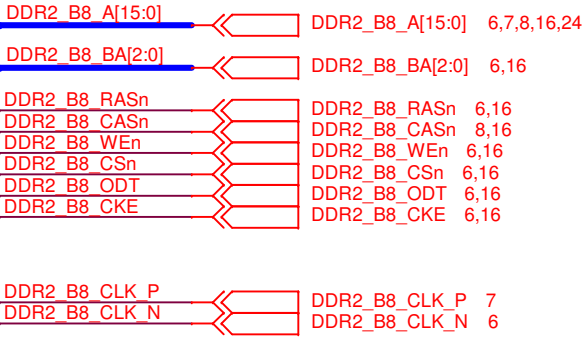 DDR2_B8_A[15:0] DDR2_B8_A[15:0] 6,7,8,16,24
DDR2_B8_BA[2:0] DDR2_B8_BA[2:0] 6,16
DDR2_B8_RASn DDR2_B8_RASn 6,16
DDR2_B8_CASn DDR2_B8_CASn 8,16
DDR2_B8_WEn DDR2_B8_WEn 6,16
DDR2_B8_CSn DDR2_B8_CSn 6,16
DDR2_B8_ODT DDR2_B8_ODT 6,16
DDR2_B8_CKE DDR2_B8_CKE 6,16
DDR2_B8_CLK_P DDR2_B8_CLK_P 7
DDR2_B8_CLK_N DDR2_B8_CLK_N 6